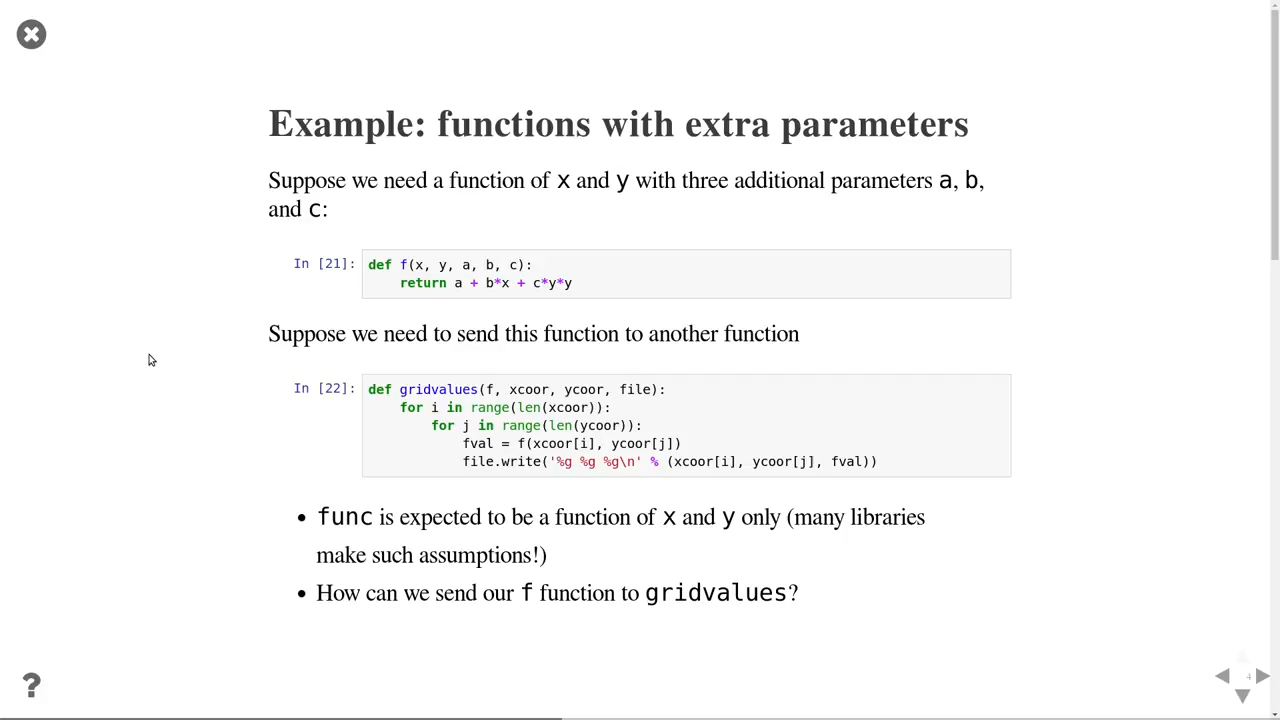 Example: functions with extra parameters
Suppose we need a function of x and y with three additional parameters a, b,
and c:
In [21]: def f(x, y, a, b, c):
    return a + b*x + c*y*y
Suppose we need to send this function to another function
In [22]: def gridvalues(f, xcoor, ycoor, file):
    for i in range(len(xcoor)):
        for j in range(len(ycoor)):
            fval = f(xcoor[i], ycoor[j])
            file.write('%g %g %g\n' % (xcoor[i], ycoor[j], fval))
• func is expected to be a function of x and y only (many libraries
make such assumptions!)
• How can we send our f function to gridvalues?
?
4